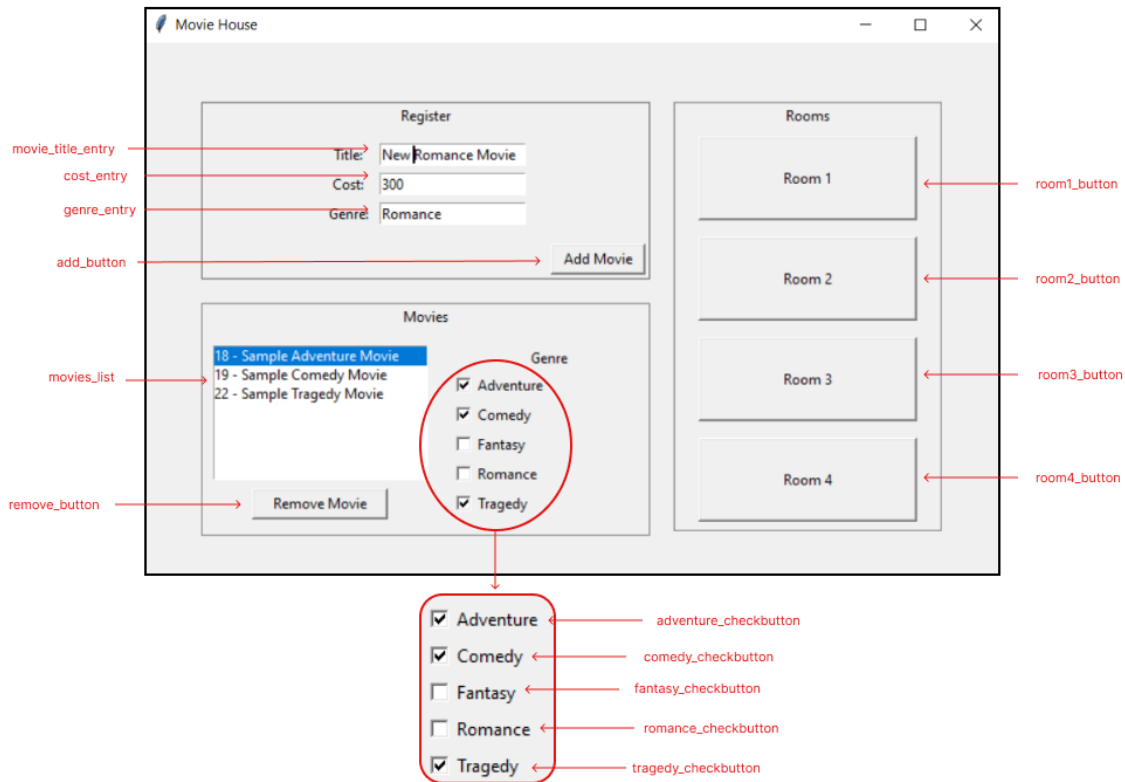 Movie House
Register
movie_title_entry
Title: New Romance Movie
cost_entry
Cost: 300
genre_entry
Genre: Romance
add_button
Add Movie
Movies
movies_list
18 - Sample Adventure Movie
19 - Sample Comedy Movie
22 - Sample Tragedy Movie
Genre
Adventure
Comedy
Fantasy
Romance
Tragedy
remove_button
Remove Movie
Rooms
Room 1
room1_button
Room 2
room2_button
Room 3
room3_button
Room 4
room4_button
Adventure
adventure_checkbutton
Comedy
comedy_checkbutton
Fantasy
fantasy_checkbutton
Romance
romance_checkbutton
Tragedy
tragedy_checkbutton